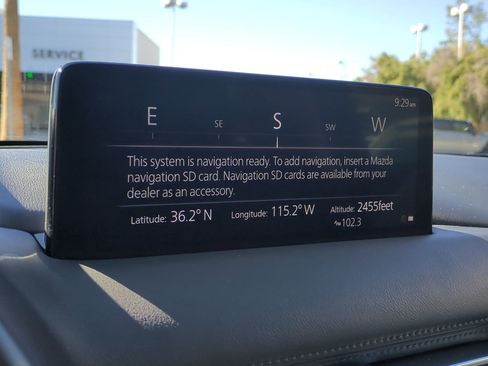 SERVICE
9:29 am
E SE S SW W
This system is navigation ready. To add navigation, insert a Mazda
navigation SD card. Navigation SD cards are available from your
dealer as an accessory.
Latitude: 36.2° N Longitude: 115.2° W Altitude: 2455feet
102.3